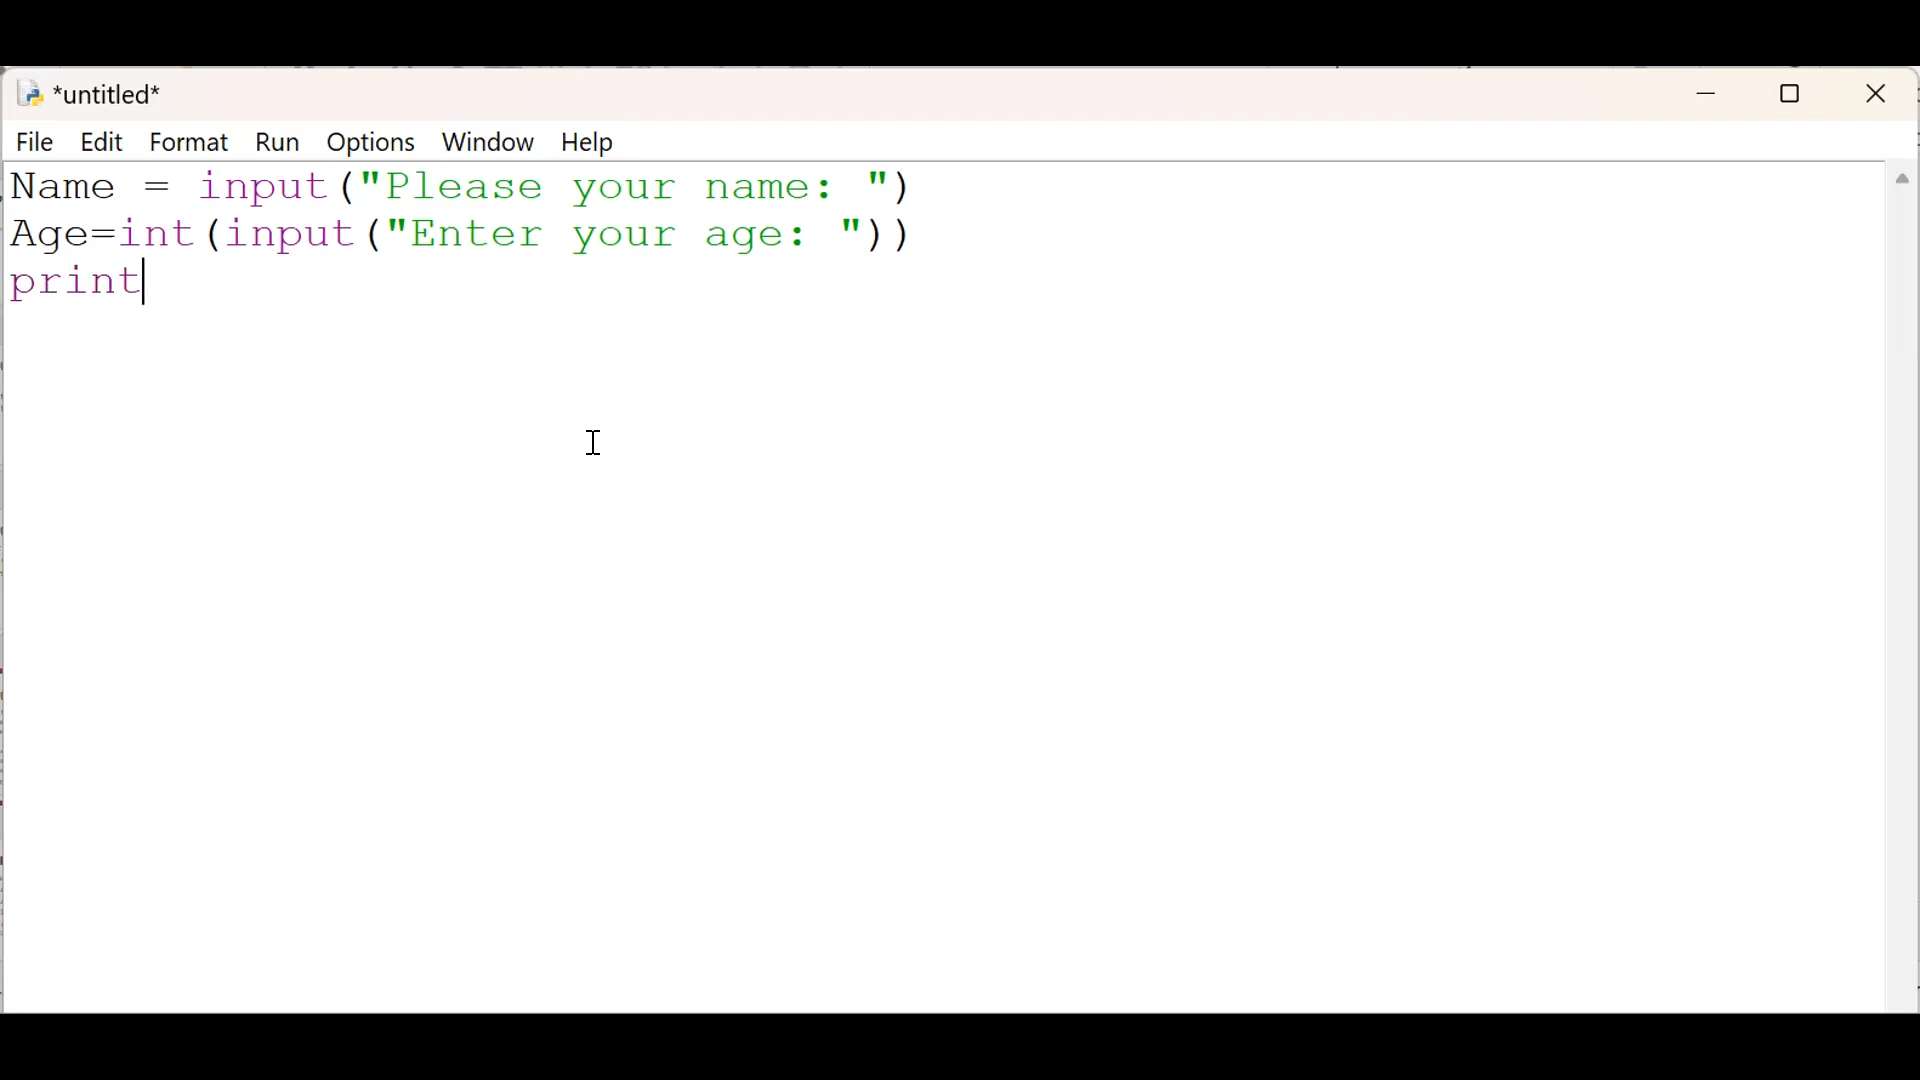 *untitled*
File Edit Format Run Options Window Help
Name = input("Please your name: ")
Age=int(input("Enter your age: "))
print